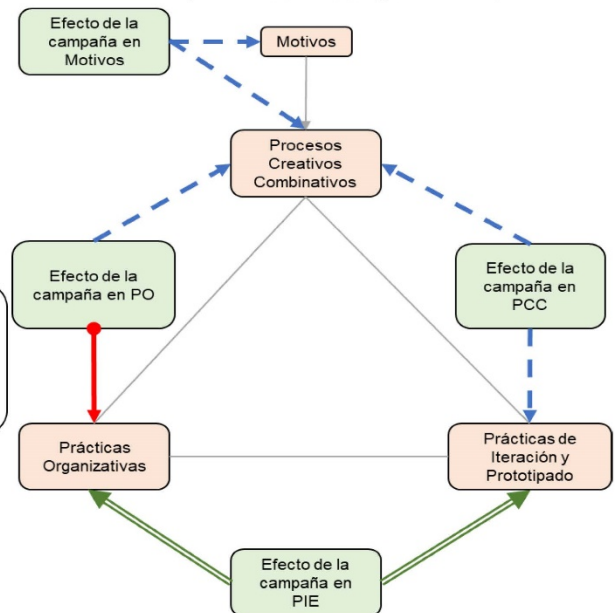 Efecto de la
campaña en
Motivos
Motivos
Procesos
Creativos
Combinativos
Efecto de la
campaña en PO
Efecto de la
campaña en
PCC
Prácticas
Organizativas
Prácticas de
Iteración y
Prototipado
Efecto de la
campaña en
PIE